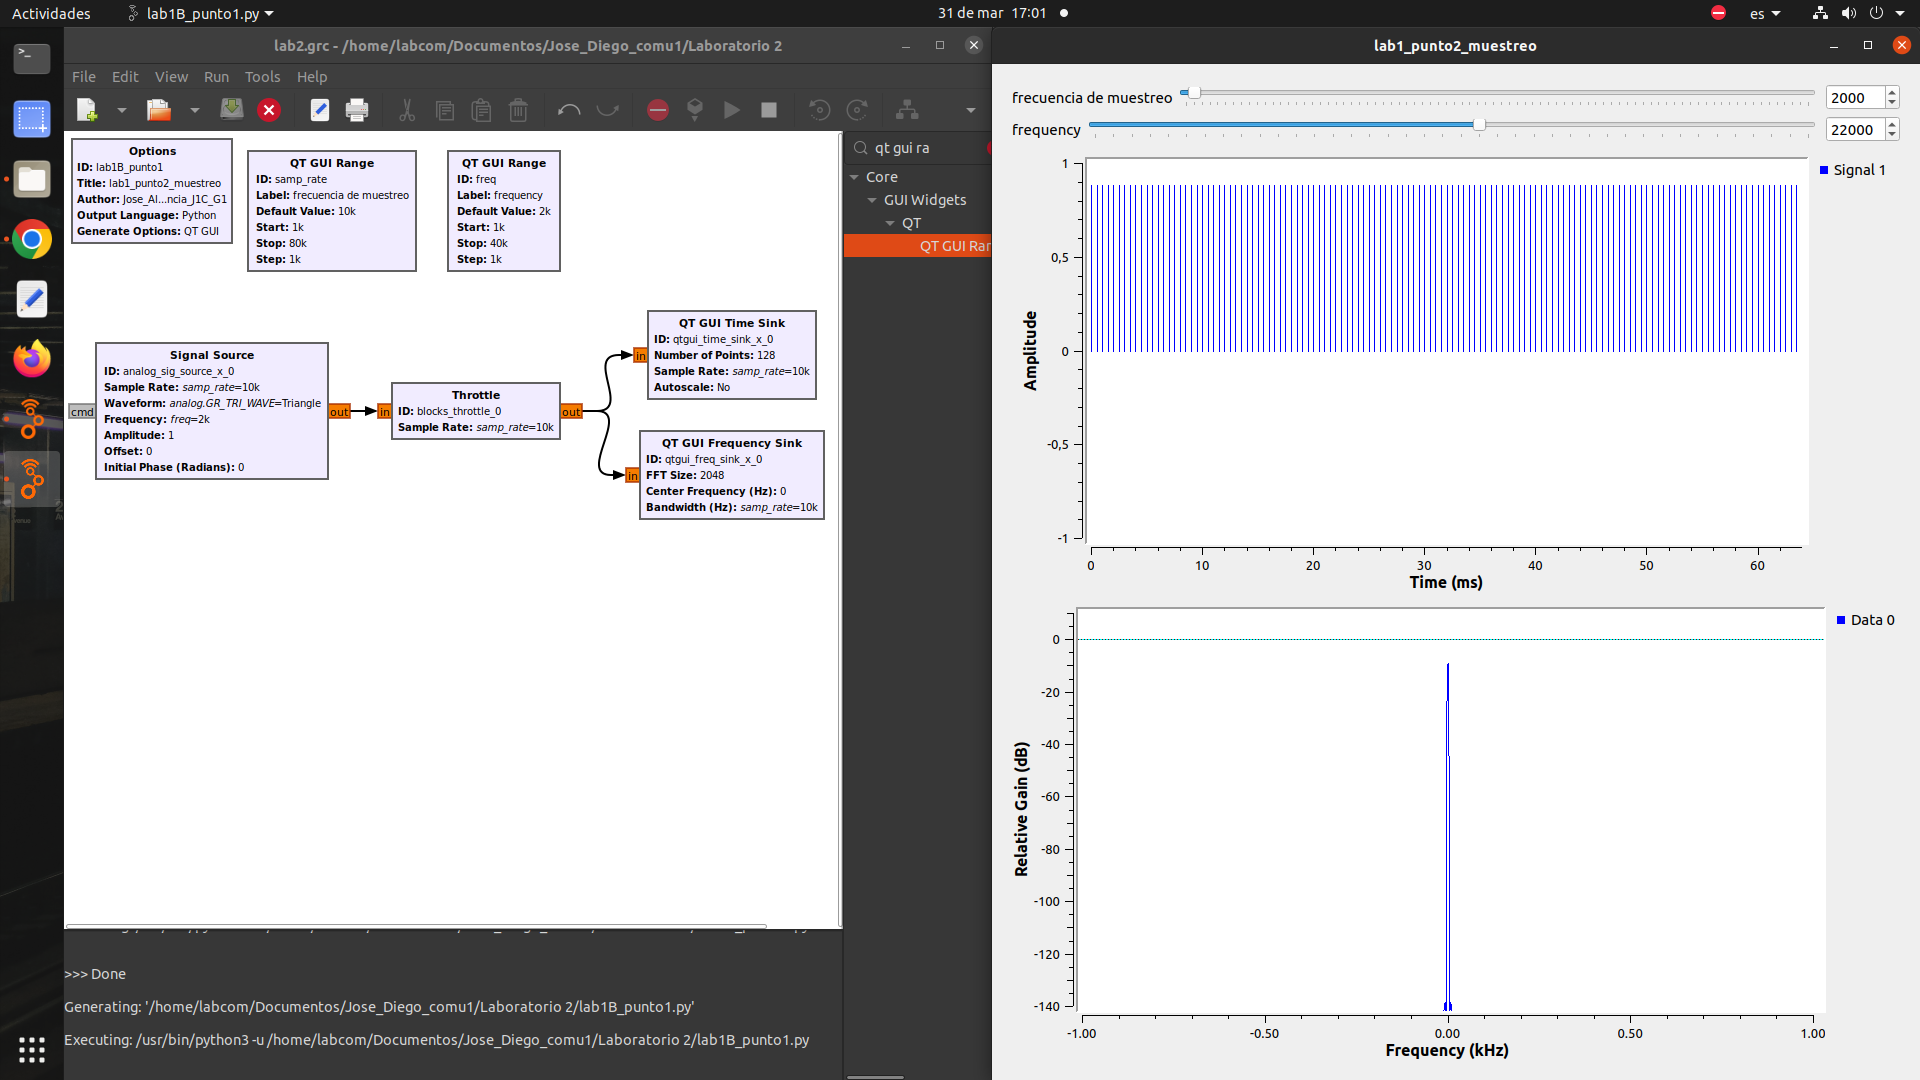 Actividades
lab1B_punto1.py
31 de mar 17:01
es
lab2.grc - /home/labcom/Documentos/Jose_Diego_comu1/Laboratorio 2
File Edit View Run Tools Help
Options
ID: lab1B_punto1
Title: lab1_punto2_muestreo
Author: Jose_Al...ncia_J1C_G1
Output Language: Python
Generate Options: QT GUI
QT GUI Range
ID: samp_rate
Label: frecuencia de muestreo
Default Value: 10k
Start: 1k
Stop: 80k
Step: 1k
QT GUI Range
ID: freq
Label: frequency
Default Value: 2k
Start: 1k
Stop: 40k
Step: 1k
Signal Source
ID: analog_sig_source_x_0
Sample Rate: samp_rate=10k
Waveform: analog.GR_TRI_WAVE=Triangle
Frequency: freq=2k
Amplitude: 1
Offset: 0
Initial Phase (Radians): 0
cmd
out
in
Throttle
ID: blocks_throttle_0
Sample Rate: samp_rate=10k
out
in
QT GUI Time Sink
ID: qtgui_time_sink_x_0
Number of Points: 128
Sample Rate: samp_rate=10k
Autoscale: No
in
QT GUI Frequency Sink
ID: qtgui_freq_sink_x_0
FFT Size: 2048
Center Frequency (Hz): 0
Bandwidth (Hz): samp_rate=10k
qt gui ra
Core
GUI Widgets
QT
QT GUI Ran
>>> Done
Generating: '/home/labcom/Documentos/Jose_Diego_comu1/Laboratorio 2/lab1B_punto1.py'
Executing: /usr/bin/python3 -u /home/labcom/Documentos/Jose_Diego_comu1/Laboratorio 2/lab1B_punto1.py
lab1_punto2_muestreo
frecuencia de muestreo 2000
frequency 22000
Signal 1
1
0,5
0
-0,5
-1
Amplitude
0 10 20 30 40 50 60
Time (ms)
Data 0
0
-20
-40
-60
-80
-100
-120
-140
Relative Gain (dB)
-1.00 -0.50 0.00 0.50 1.00
Frequency (kHz)